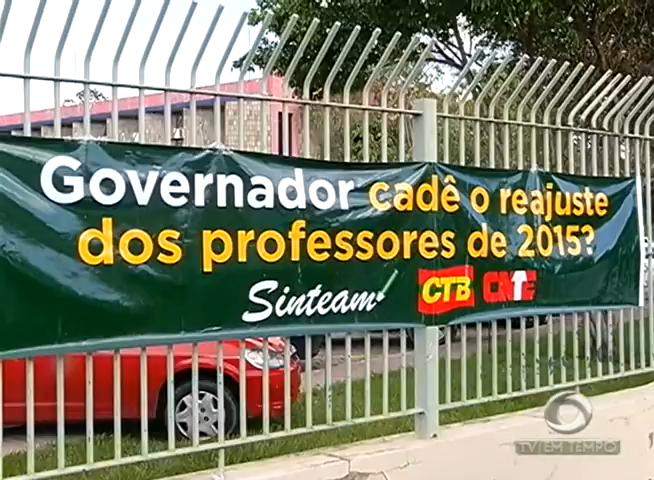 Governador cadê o reajuste
dos professores de 2015?
Sinteam
CTB CNTE
TV EM TEMPO